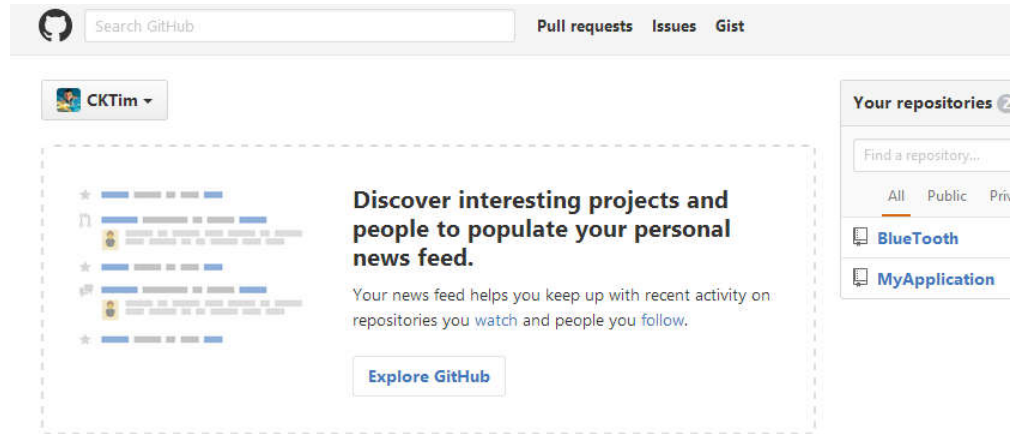 Search GitHub
Pull requests Issues Gist
CKTim
Your repositories 2
Find a repository...
All Public
BlueTooth
MyApplication
Discover interesting projects and
people to populate your personal
news feed.
Your news feed helps you keep up with recent activity on
repositories you watch and people you follow.
Explore GitHub